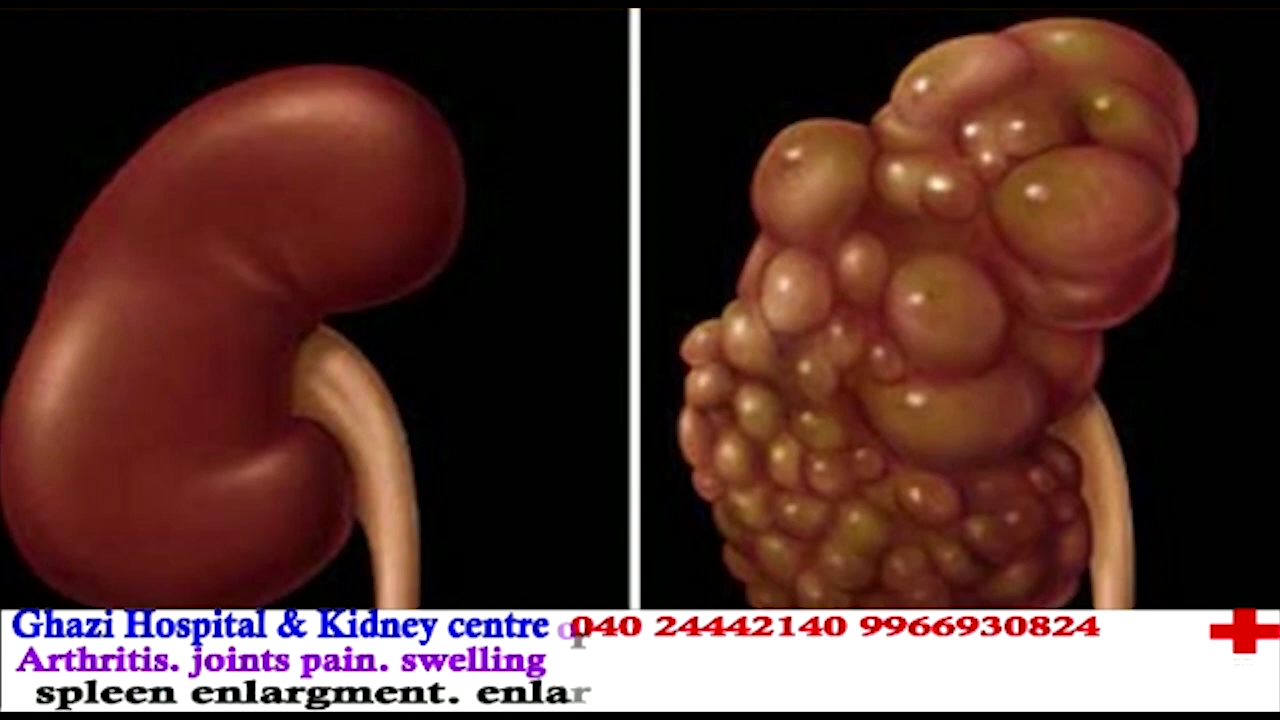 Ghazi Hospital & Kidney centre 040 24442140 9966930824
Arthritis. joints pain. swelling
spleen enlargment. enlar